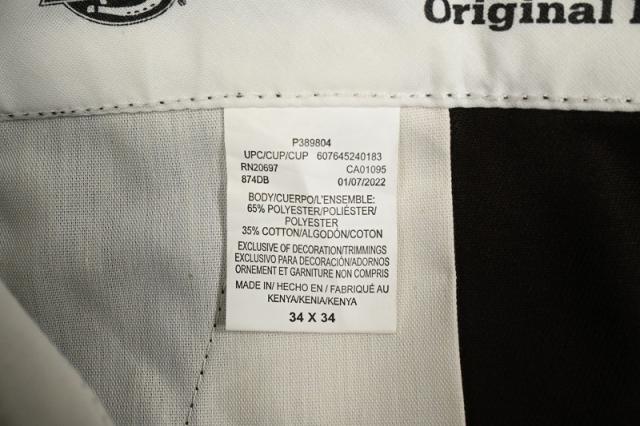 Original
P389804
UPC/CUP/CUP 607645240183
RN20697 CA01095
874DB 01/07/2022
BODY/CUERPO/L'ENSEMBLE:
65% POLYESTER/POLIÉSTER/
POLYESTER
35% COTTON/ALGODÓN/COTON
EXCLUSIVE OF DECORATION/TRIMMINGS
EXCLUSIVO PARA DECORACIÓN/ADORNOS
ORNEMENT ET GARNITURE NON COMPRIS
MADE IN/ HECHO EN / FABRIQUÉ AU
KENYA/KENIA/KENYA
34 X 34